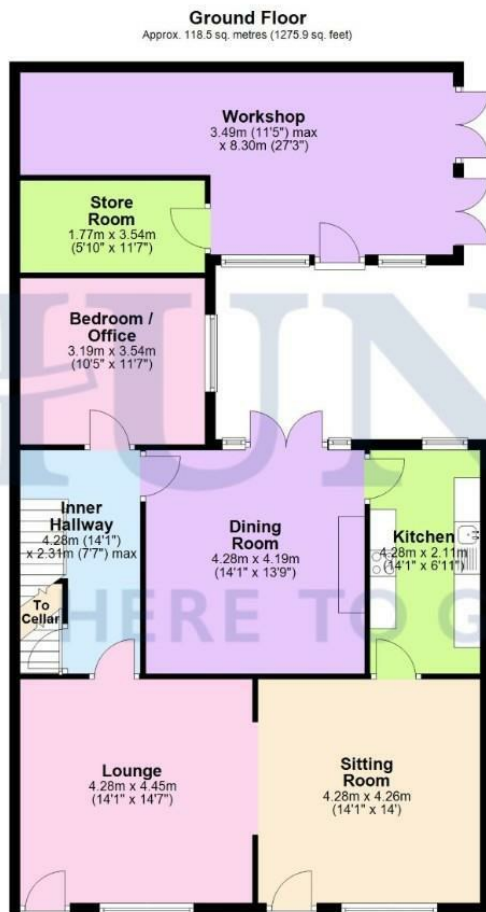 Ground Floor
Approx. 118.5 sq. metres (1275.9 sq. feet)
Workshop
3.49m (11'5") max
x 8.30m (27'3")
Store
Room
1.77m x 3.54m
(5'10" x 11'7")
Bedroom /
Office
3.19m x 3.54m
(10'5" x 11'7")
HUN
Inner
Hallway
4.28m (14'1")
x 2.31m (7'7") max
Dining
Room
4.28m x 4.19m
(14'1" x 13'9")
Kitchen
4.28m x 2.11m
(14'1" x 6'11")
To
Cellar
HERE TO G
Lounge
4.28m x 4.45m
(14'1" x 14'7")
Sitting
Room
4.28m x 4.26m
(14'1" x 14')